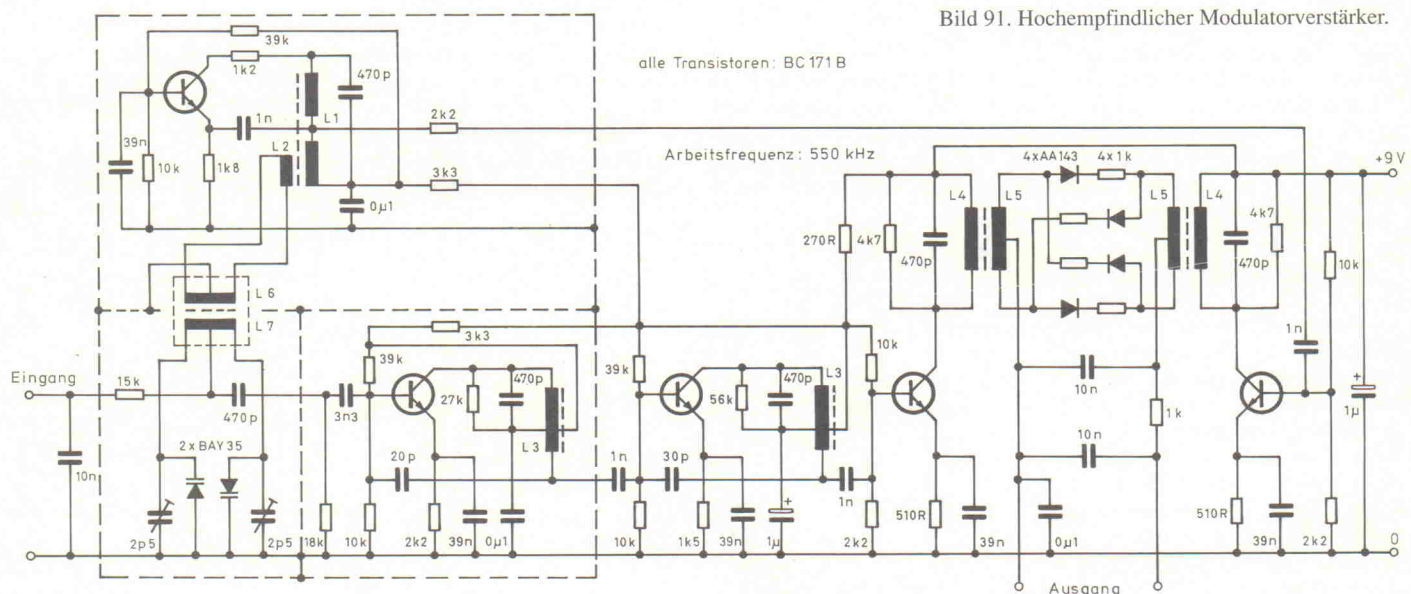 Bild 91. Hochempfindlicher Modulatorverstärker.
39k
1k2
470p
alle Transistoren: BC 171 B
1n
L1
2k2
39n
L2
10k
1k8
3k3
0µ1
Arbeitsfrequenz: 550 kHz
4xAA143
4x1k
+9V
L4
L5
L5
L4
270R
4k7
470p
470p
4k7
10k
L6
L7
3k3
1n
Eingang
15k
39k
39k
10k
470p
3n3
27k
470p
L3
56k
470p
L3
10n
1k
1µ
2xBAY35
10n
20p
1n
30p
1n
10n
2p5
2p5
18k
10k
2k2
39n
0µ1
10k
1k5
39n
1µ
2k2
510R
39n
0µ1
510R
39n
2k2
0
Ausgang